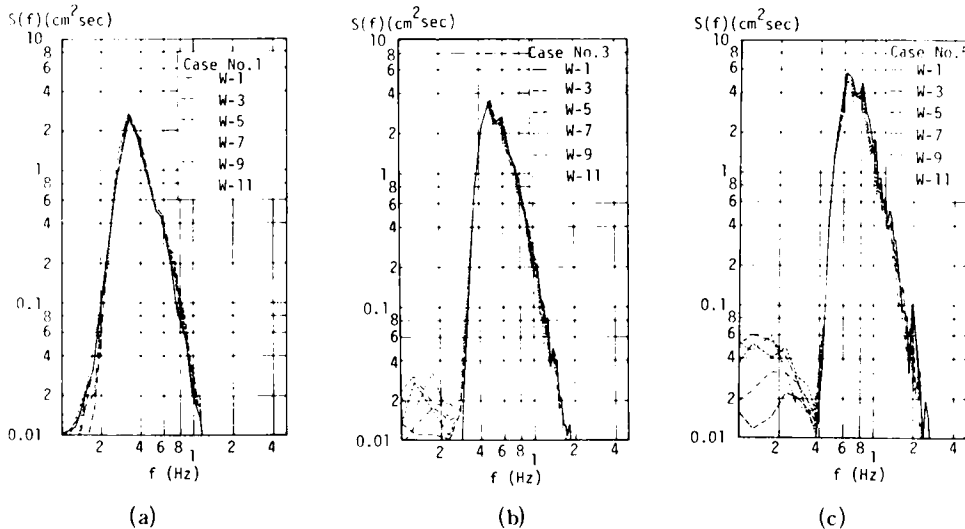 S(f)(cm²sec)
10
8
6
4
2
1
8
6
4
2
0.1
8
6
4
2
0.01
Case No.1
W-1
W-3
W-5
W-7
W-9
W-11
2 4 6 8 1 2 4
f (Hz)
(a)
S(f)(cm²sec)
10
8
6
4
2
1
8
6
4
2
0.1
8
6
4
2
0.01
Case No.3
W-1
W-3
W-5
W-7
W-9
W-11
2 4 6 8 1 2
f (Hz)
(b)
S(f)(cm²sec)
10
8
6
4
2
1
8
6
4
2
0.1
8
6
4
2
0.01
Case No.
W-1
W-3
W-5
W-7
W-9
W-11
2 4 6 8 1 2 4
f (Hz)
(c)